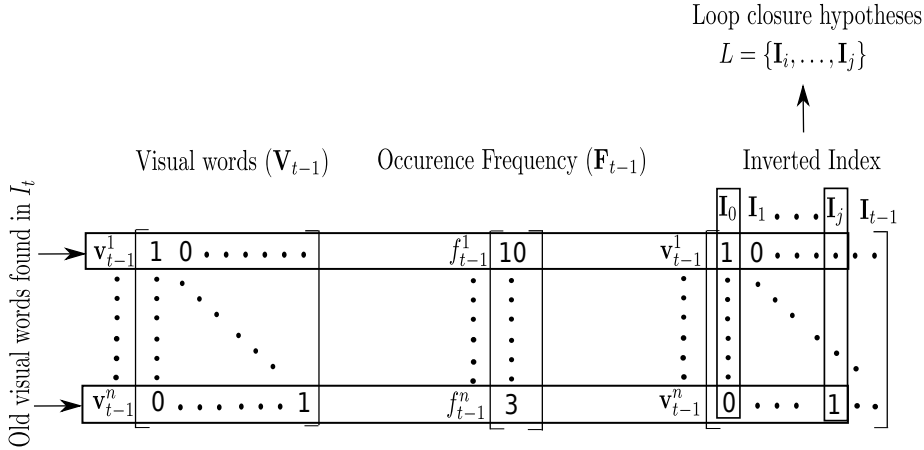 Loop closure hypotheses
L = {I_i, . . . , I_j}
Visual words (V_{t−1}) Occurence Frequency (F_{t−1}) Inverted Index
I_0 I_1 . . . . I_j I_{t−1}
v^1_{t−1} 1 0 . . . . . . f^1_{t−1} 10 v^1_{t−1} 1 0 . . . . . . .
v^n_{t−1} 0 . . . . . . 1 f^n_{t−1} 3 v^n_{t−1} 0 . . . 1 . .
Old visual words found in I_t